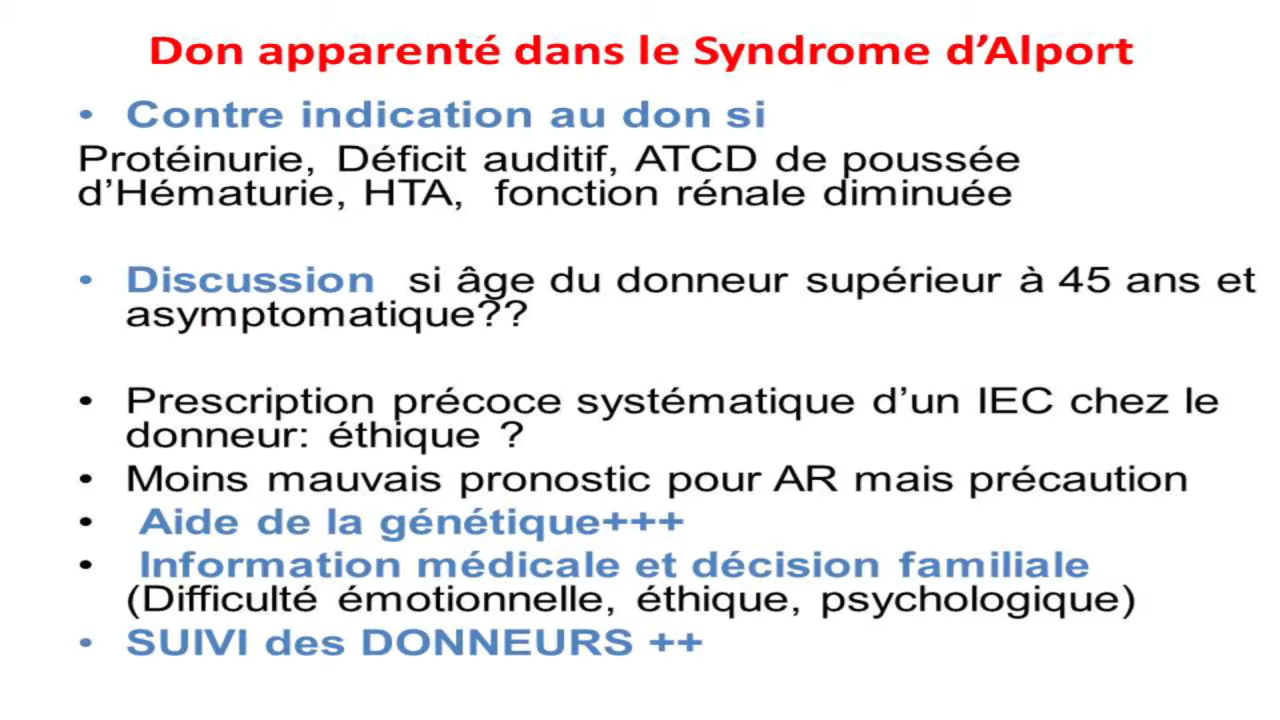 Don apparenté dans le Syndrome d’Alport
• Contre indication au don si
Protéinurie, Déficit auditif, ATCD de poussée
d’Hématurie, HTA, fonction rénale diminuée
• Discussion si âge du donneur supérieur à 45 ans et
asymptomatique??
• Prescription précoce systématique d’un IEC chez le
donneur: éthique ?
• Moins mauvais pronostic pour AR mais précaution
• Aide de la génétique+++
• Information médicale et décision familiale
(Difficulté émotionnelle, éthique, psychologique)
• SUIVI des DONNEURS ++